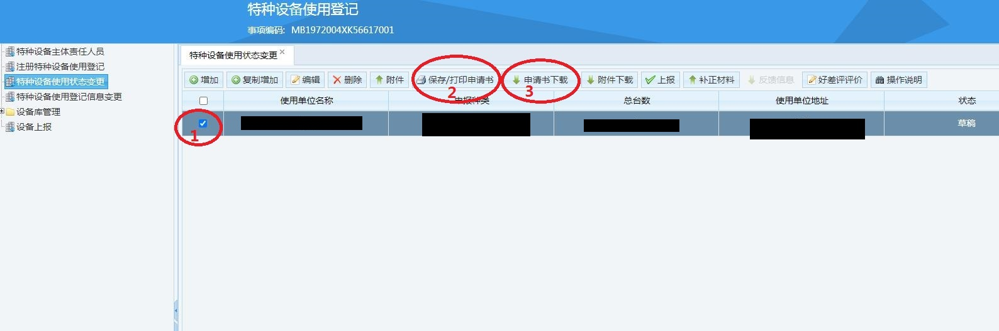 特种设备使用登记
事项编码: MB1972004XK56617001
特种设备主体责任人员
注册特种设备使用登记
特种设备使用状态变更
特种设备使用登记信息变更
设备库管理
设备上报
特种设备使用状态变更
增加 复制增加 编辑 删除 附件 保存/打印申请书 申请书下载 附件下载 上报 补正材料 反馈信息 好差评评价 操作说明
2 3
使用单位名称 申报种类 总台数 使用单位地址 状态
草稿
1